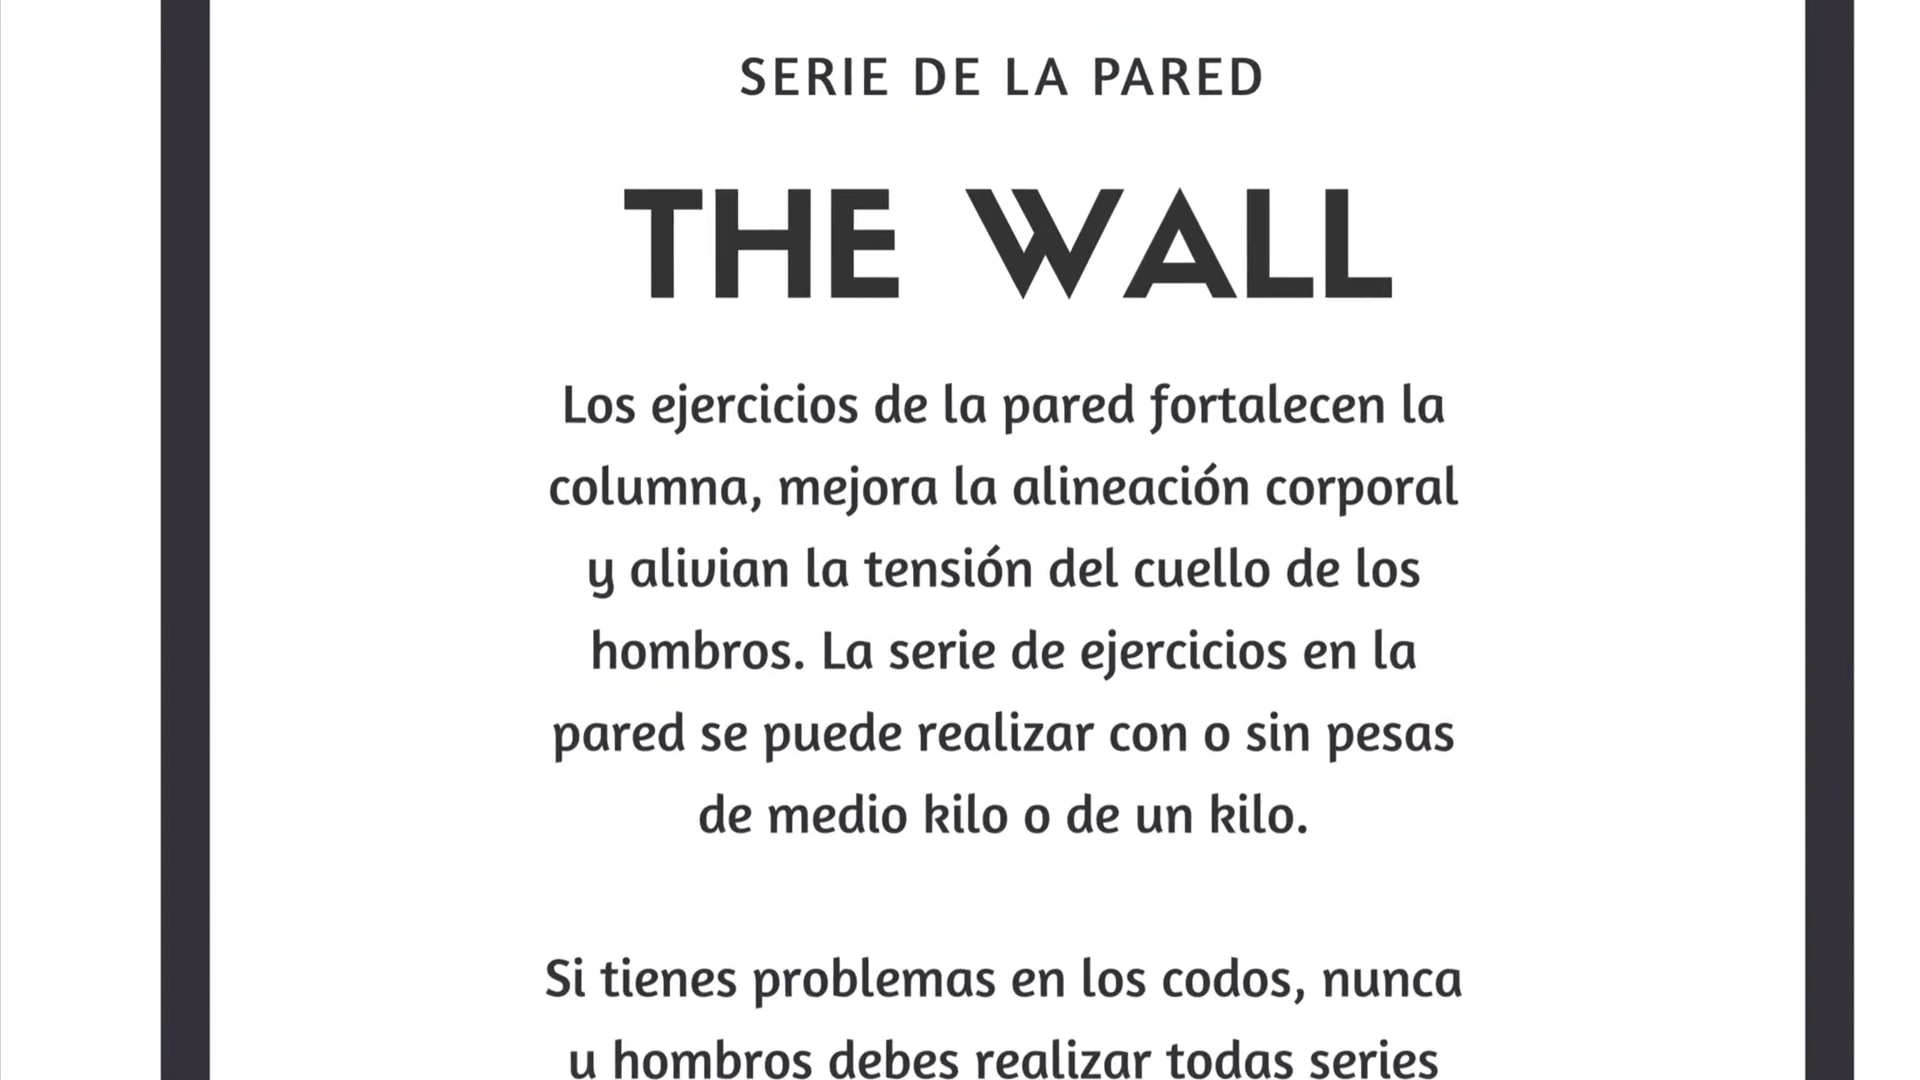 SERIE DE LA PARED
THE WALL
Los ejercicios de la pared fortalecen la
columna, mejora la alineación corporal
y alivian la tensión del cuello de los
hombros. La serie de ejercicios en la
pared se puede realizar con o sin pesas
de medio kilo o de un kilo.
Si tienes problemas en los codos, nunca
u hombros debes realizar todas series